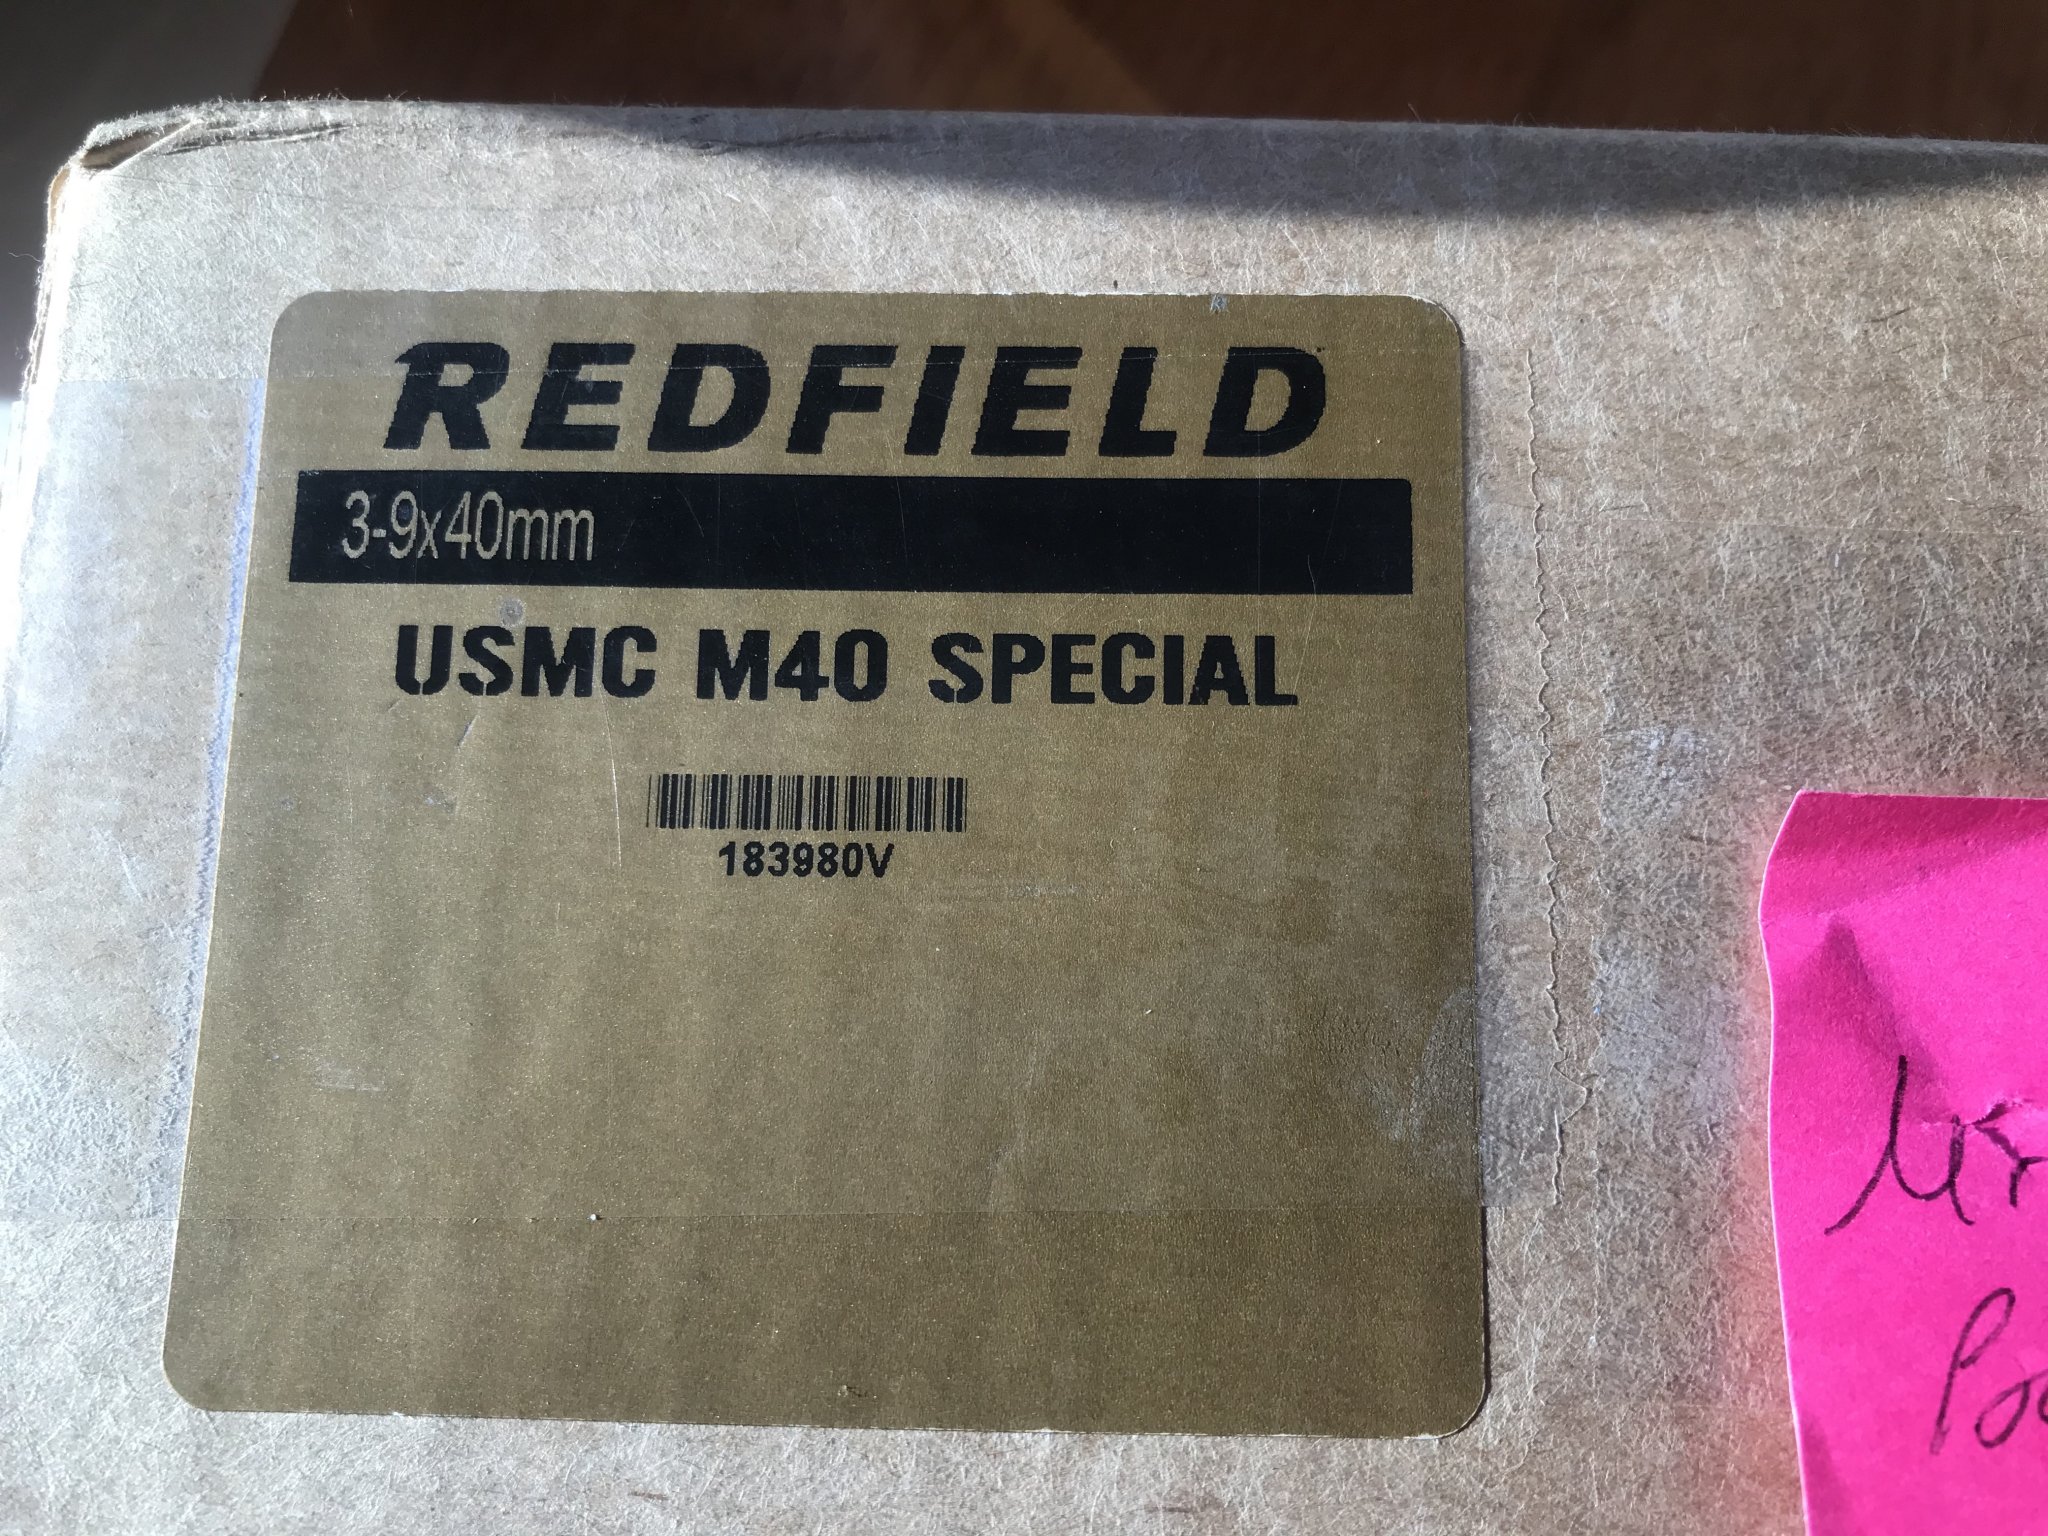 REDFIELD
3-9x40mm
USMC M40 SPECIAL
183980V